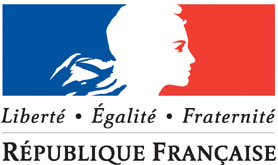 Liberté • Égalité • Fraternité
RÉPUBLIQUE FRANÇAISE